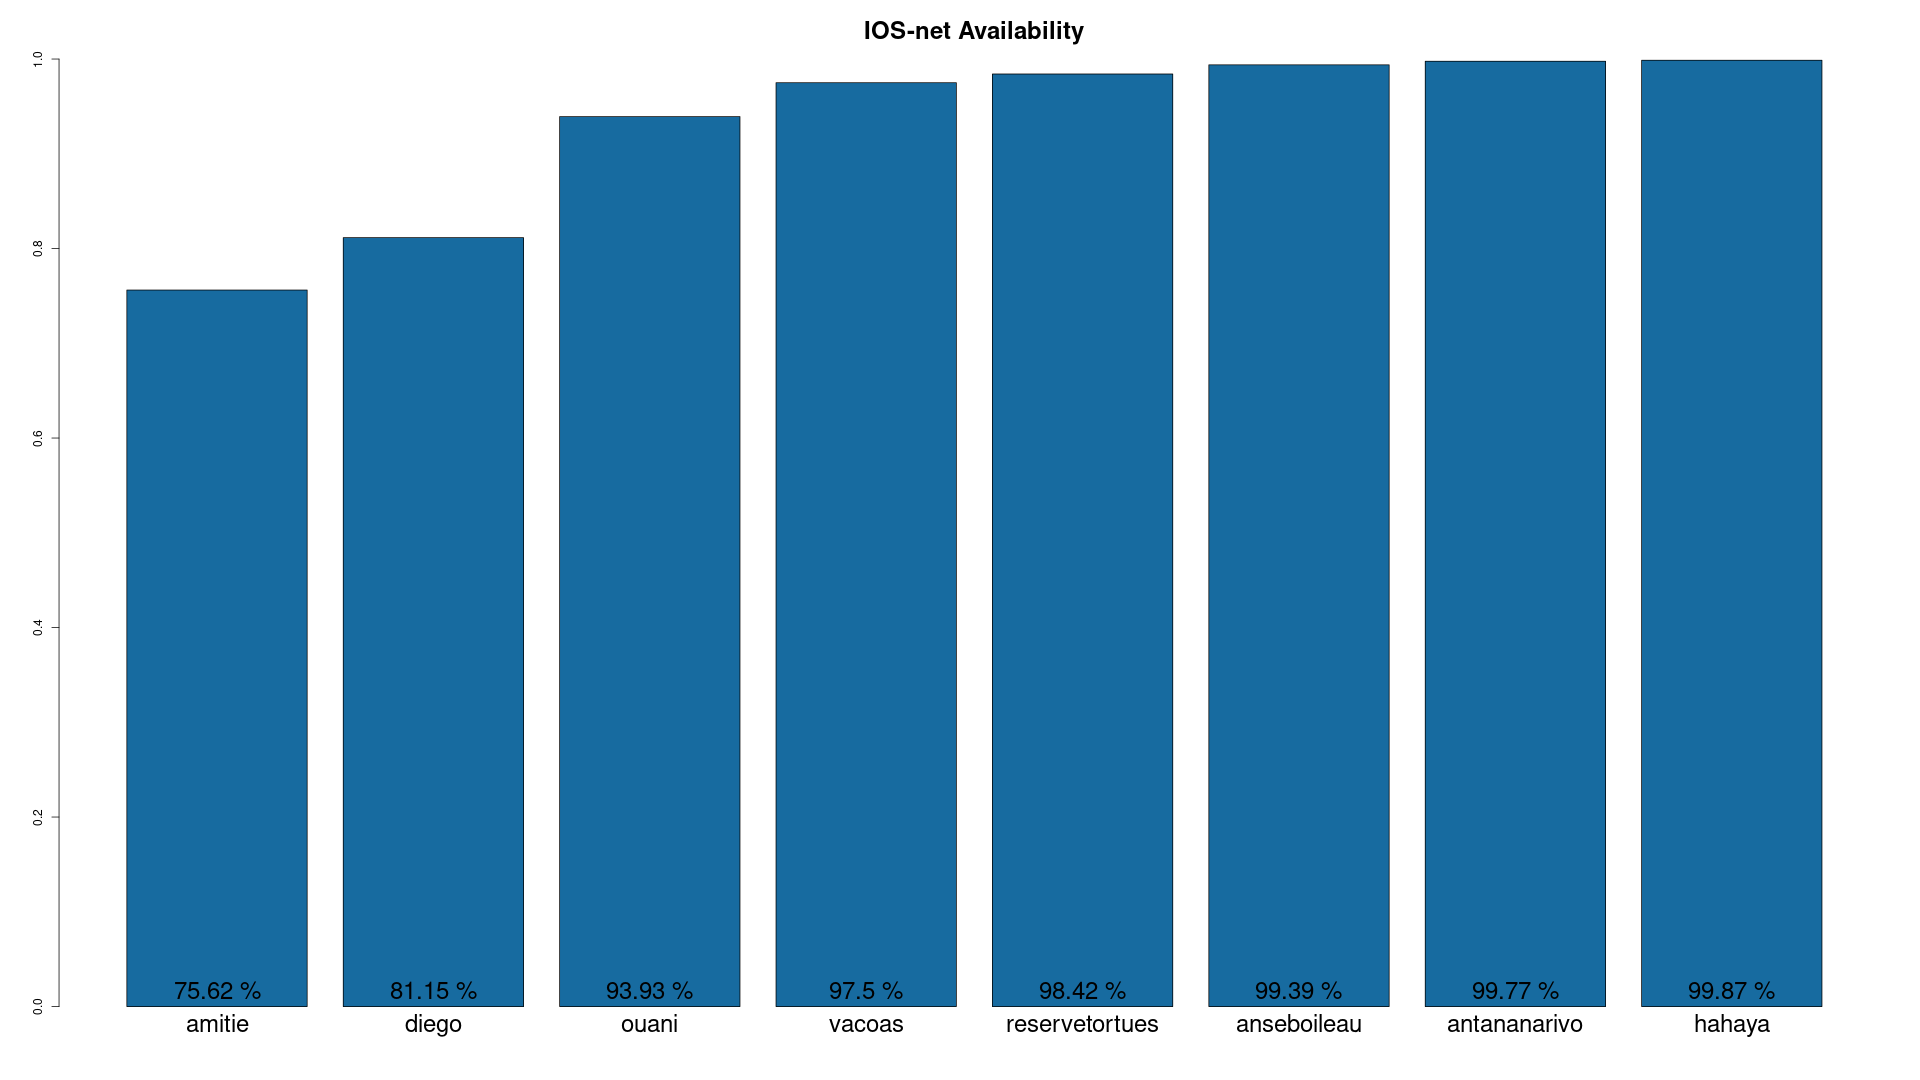 IOS-net Availability
1.0
0.8
0.6
0.4
0.2
0.0
75.62 %
81.15 %
93.93 %
97.5 %
98.42 %
99.39 %
99.77 %
99.87 %
amitie
diego
ouani
vacoas
reservetortues
anseboileau
antananarivo
hahaya